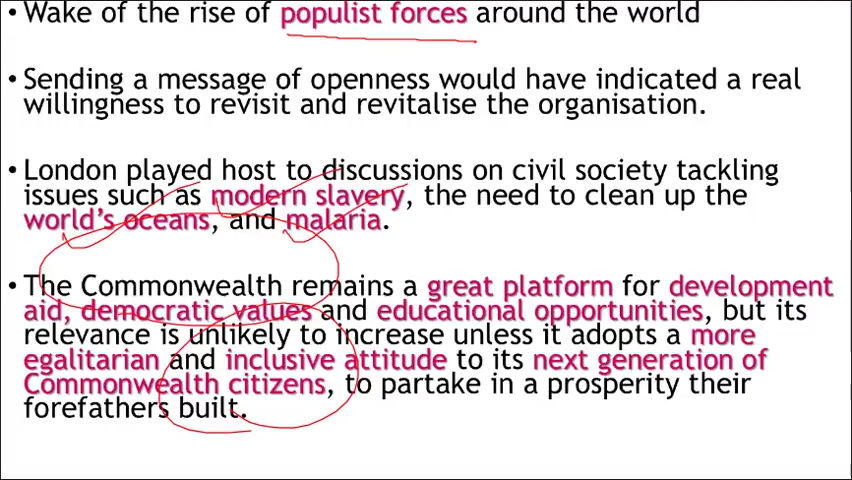 • Wake of the rise of populist forces around the world
• Sending a message of openness would have indicated a real
willingness to revisit and revitalise the organisation.
• London played host to discussions on civil society tackling
issues such as modern slavery, the need to clean up the
world's oceans, and malaria.
• The Commonwealth remains a great platform for development
aid, democratic values and educational opportunities, but its
relevance is unlikely to increase unless it adopts a more
egalitarian and inclusive attitude to its next generation of
Commonwealth citizens, to partake in a prosperity their
forefathers built.